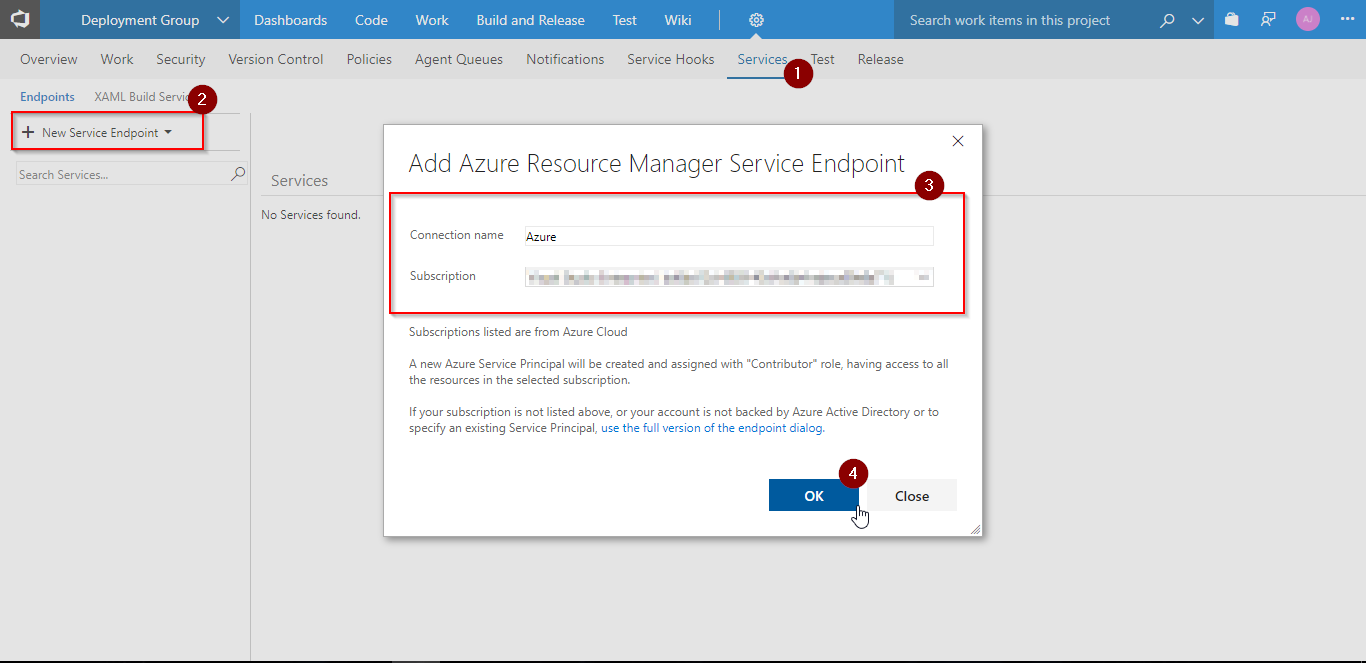 Deployment Group Dashboards Code Work Build and Release Test Wiki Search work items in this project AJ
Overview Work Security Version Control Policies Agent Queues Notifications Service Hooks Services Test Release
1
Endpoints XAML Build Servic
2
New Service Endpoint
Search Services...
Services
No Services found.
Add Azure Resource Manager Service Endpoint
3
Connection name Azure
Subscription
Subscriptions listed are from Azure Cloud
A new Azure Service Principal will be created and assigned with "Contributor" role, having access to all
the resources in the selected subscription.
If your subscription is not listed above, or your account is not backed by Azure Active Directory or to
specify an existing Service Principal, use the full version of the endpoint dialog.
4
OK Close